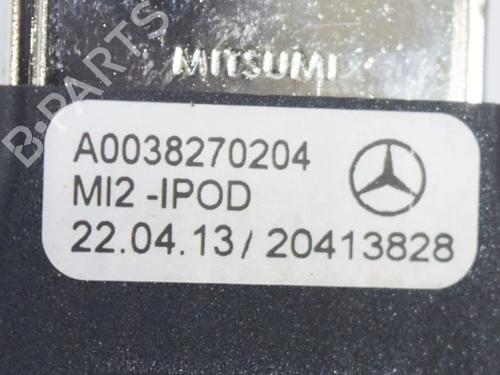 B-PARTS
MITSUMI
A0038270204
MI2 -IPOD
22.04.13 / 20413828